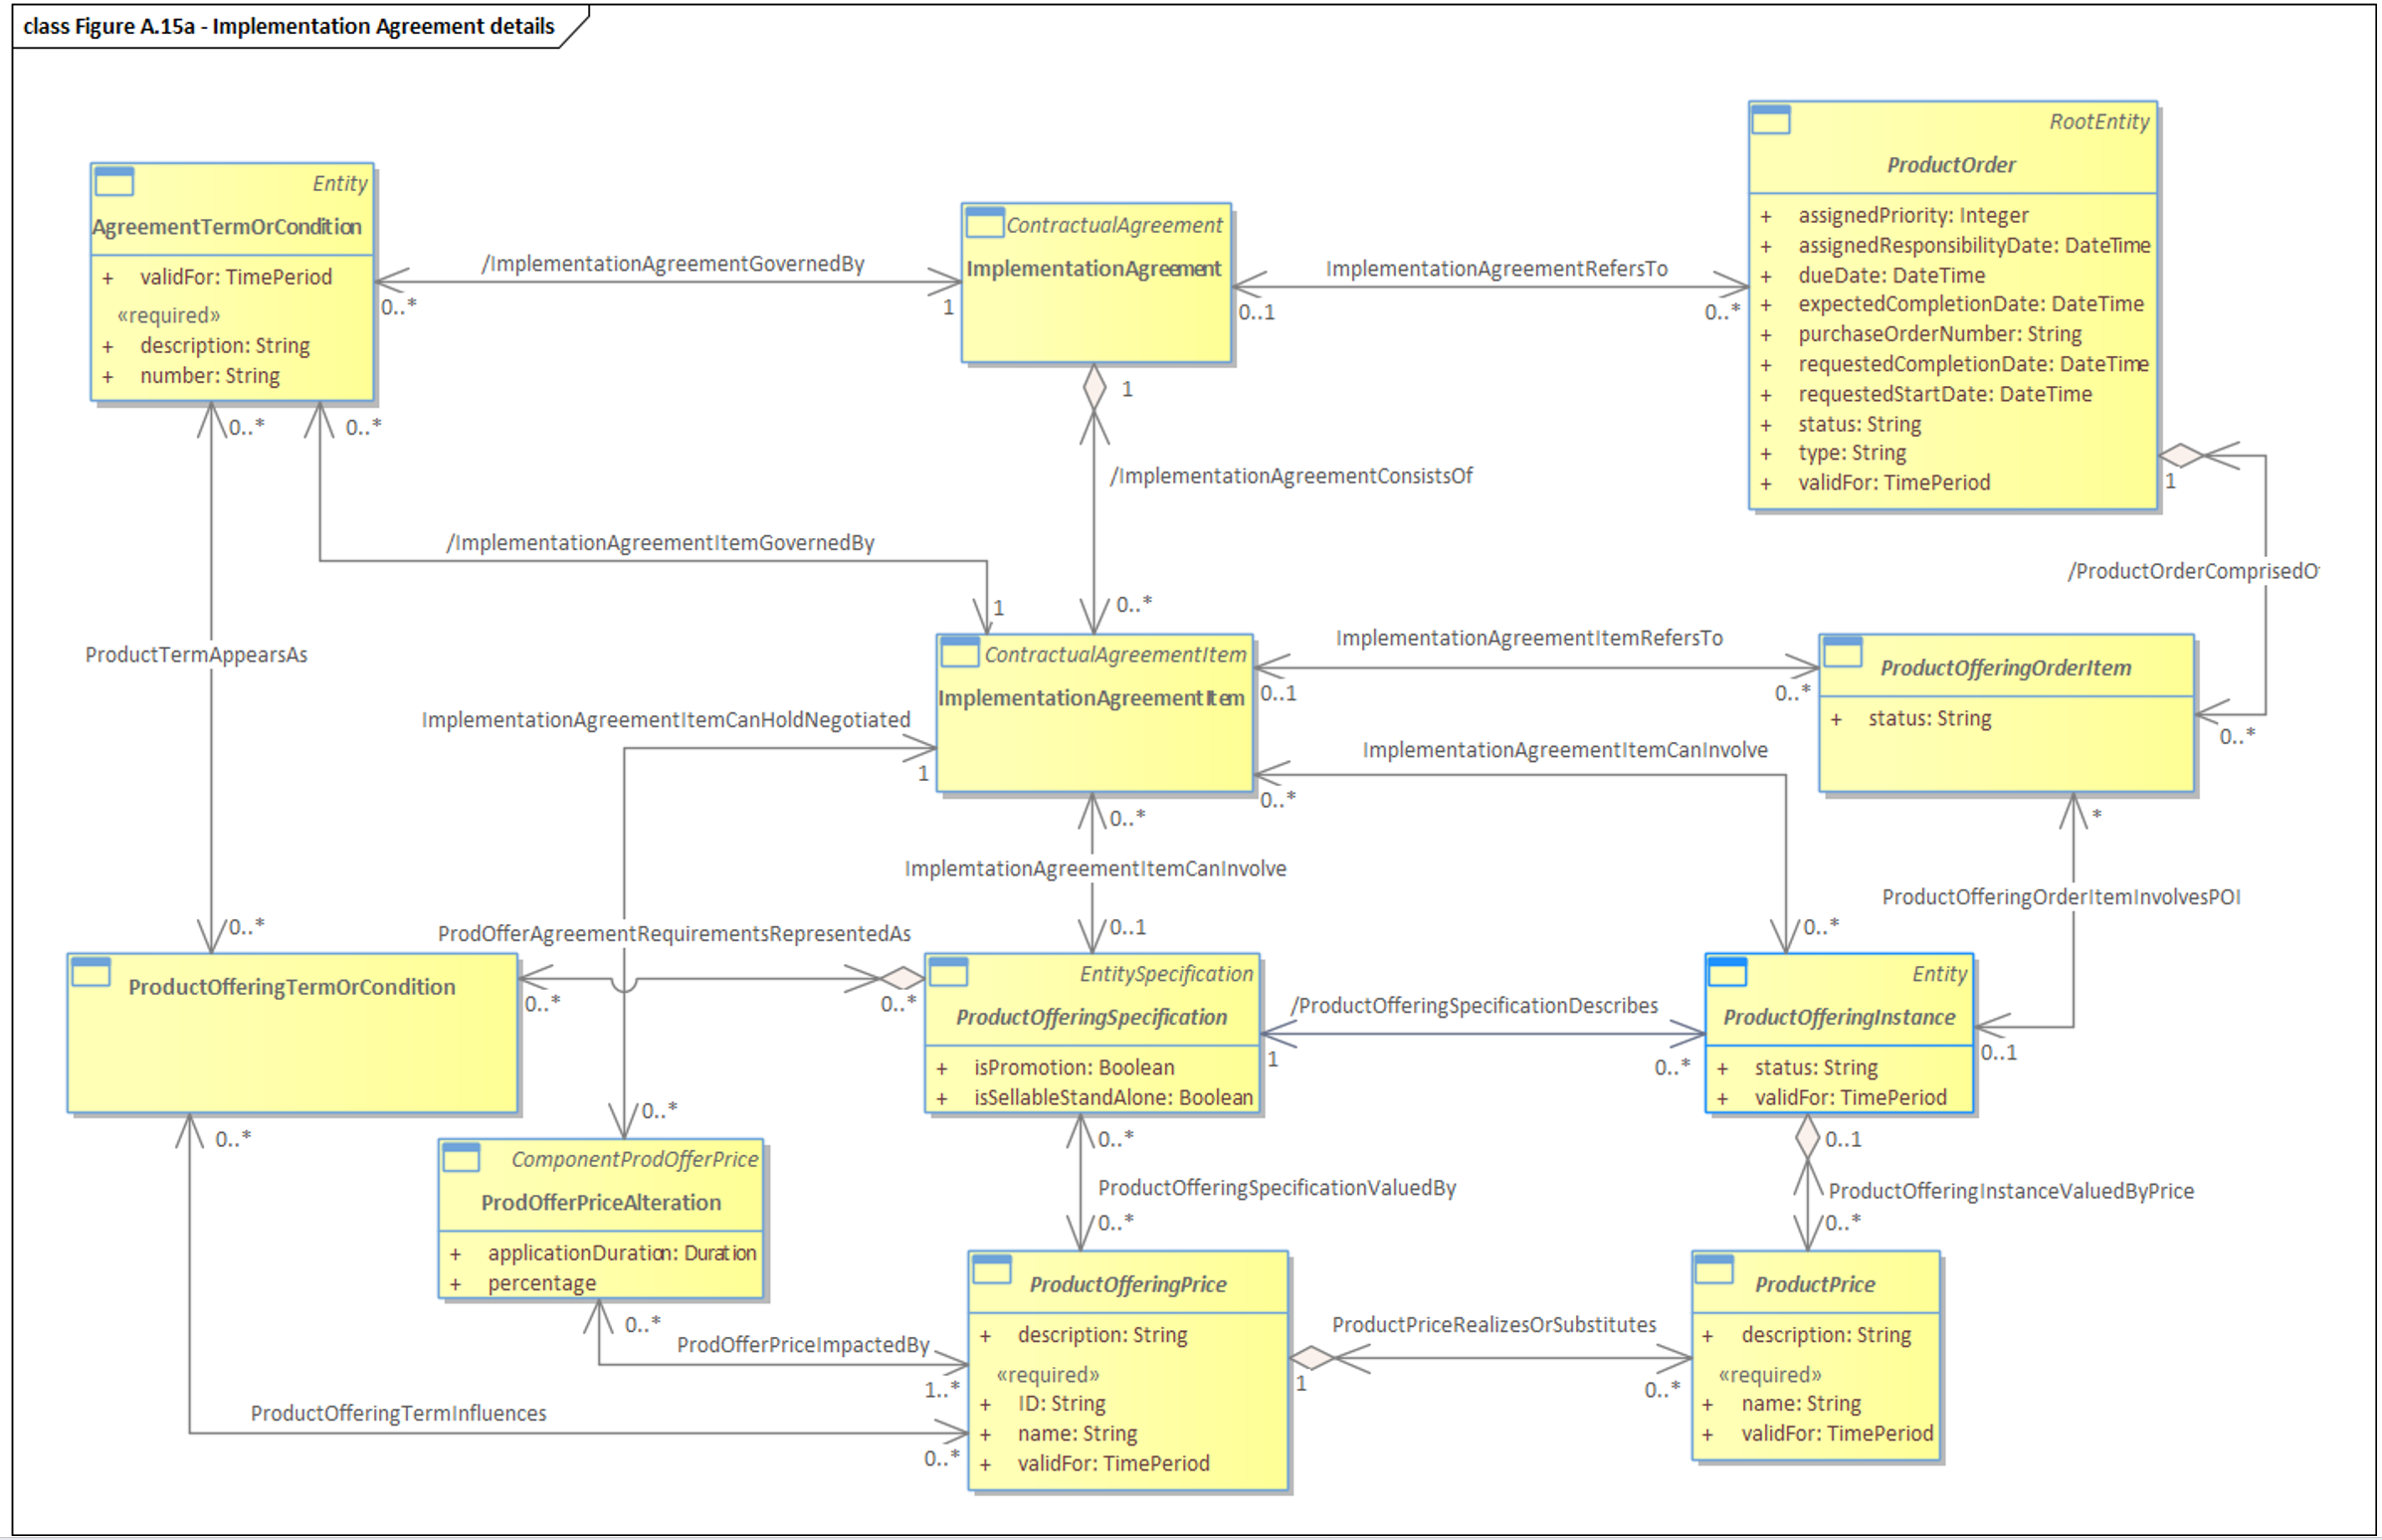 class Figure A.15a - Implementation Agreement details
RootEntity
ProductOrder
+ assignedPriority: Integer
+ assignedResponsibilityDate: DateTime
+ dueDate: DateTime
+ expectedCompletionDate: DateTime
+ purchaseOrderNumber: String
+ requestedCompletionDate: DateTime
+ requestedStartDate: DateTime
+ status: String
+ type: String
+ validFor: TimePeriod
Entity
AgreementTermOrCondition
+ validFor: TimePeriod
«required»
+ description: String
+ number: String
ContractualAgreement
ImplementationAgreement
/ImplementationAgreementGovernedBy
0..*
1
ImplementationAgreementRefersTo
0..1
0..*
1
/ImplementationAgreementConsistsOf
0..*
0..*
0..*
/ImplementationAgreementItemGovernedBy
1
1
/ProductOrderComprisedO
0..*
ProductTermAppearsAs
0..*
ContractualAgreementItem
ImplementationAgreementItem
ImplementationAgreementItemRefersTo
0..1
0..*
ProductOfferingOrderItem
+ status: String
ImplementationAgreementItemCanHoldNegotiated
1
ImplementationAgreementItemCanInvolve
0..*
0..*
0..*
ImplemtationAgreementItemCanInvolve
0..1
*
ProductOfferingOrderItemInvolvesPOI
0..1
ProdOfferAgreementRequirementsRepresentedAs
0..*
0..*
ProductOfferingTermOrCondition
EntitySpecification
ProductOfferingSpecification
+ isPromotion: Boolean
+ isSellableStandAlone: Boolean
/ProductOfferingSpecificationDescribes
1
0..*
Entity
ProductOfferingInstance
+ status: String
+ validFor: TimePeriod
0..*
0..*
ComponentProdOfferPrice
ProdOfferPriceAlteration
+ applicationDuration: Duration
+ percentage
0..*
ProductOfferingSpecificationValuedBy
0..*
0..1
ProductOfferingInstanceValuedByPrice
0..*
0..*
ProdOfferPriceImpactedBy
1..*
ProductOfferingTermInfluences
0..*
ProductOfferingPrice
+ description: String
«required»
+ ID: String
+ name: String
+ validFor: TimePeriod
ProductPriceRealizesOrSubstitutes
1
0..*
ProductPrice
+ description: String
«required»
+ name: String
+ validFor: TimePeriod